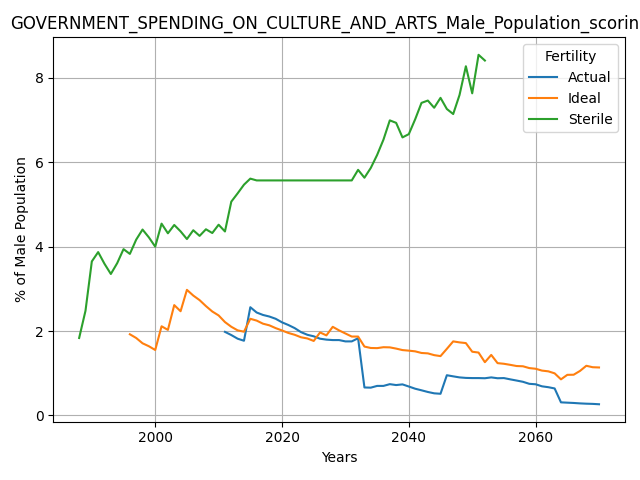 GOVERNMENT_SPENDING_ON_CULTURE_AND_ARTS_Male_Population_scorin
Fertility
Actual
Ideal
Sterile
% of Male Population
8
6
4
2
0
2000 2020 2040 2060
Years